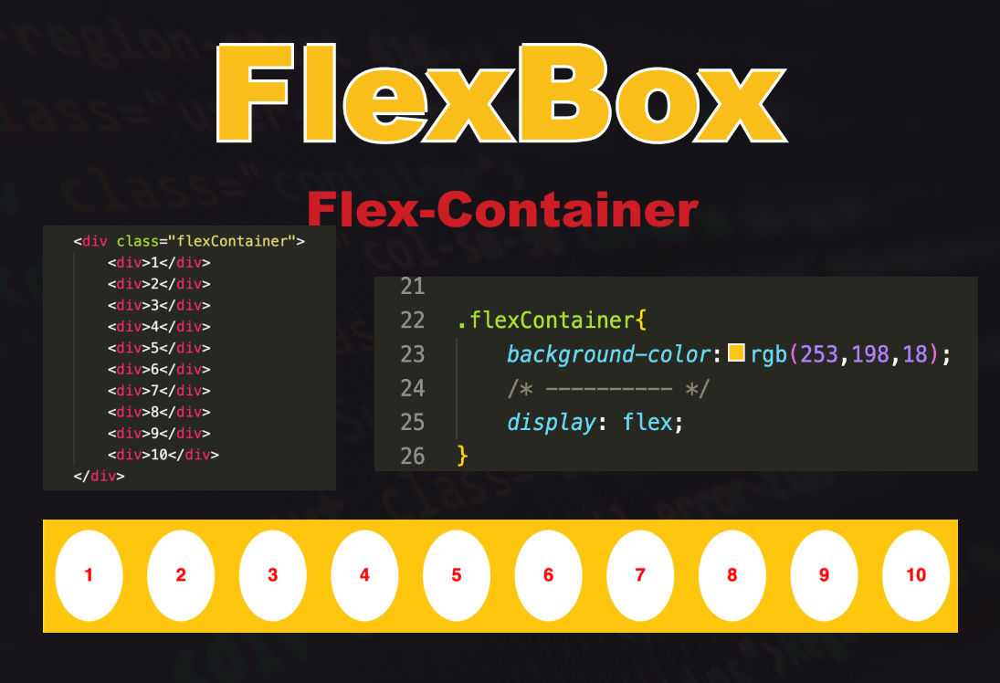 FlexBox
Flex-Container
<div class="flexContainer">
<div>1</div>
<div>2</div>
<div>3</div>
<div>4</div>
<div>5</div>
<div>6</div>
<div>7</div>
<div>8</div>
<div>9</div>
<div>10</div>
</div>
21
22 .flexContainer{
23 background-color: rgb(253,198,18);
24 /* ---------- */
25 display: flex;
26 }
1 2 3 4 5 6 7 8 9 10